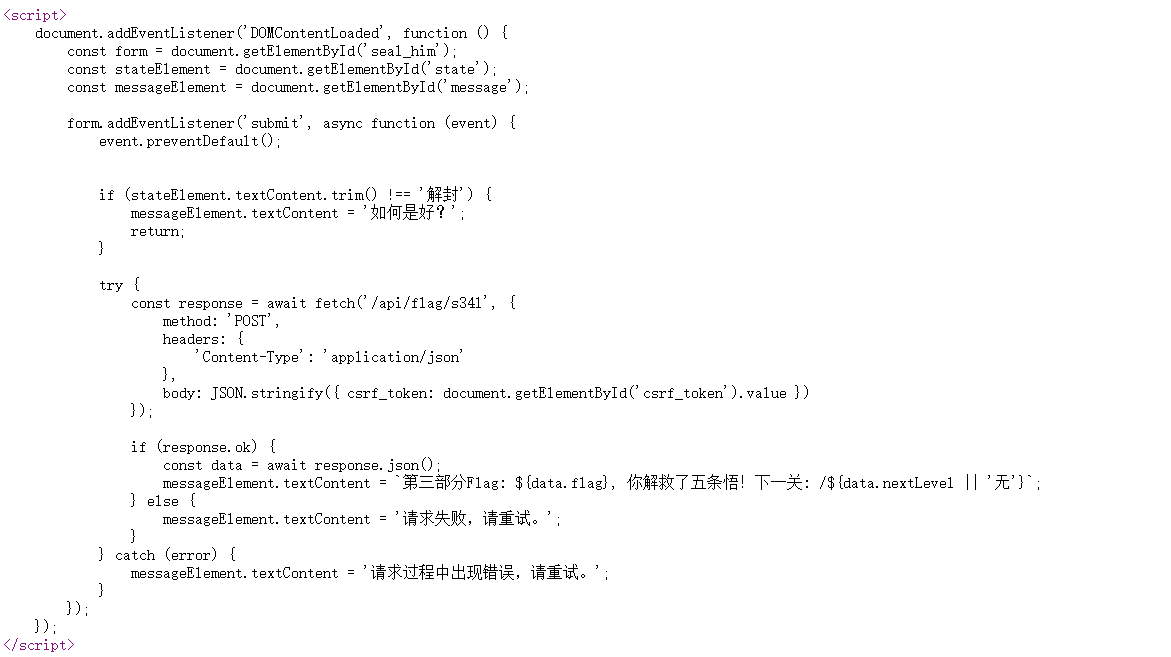 <script>
    document.addEventListener('DOMContentLoaded', function () {
        const form = document.getElementById('seal_him');
        const stateElement = document.getElementById('state');
        const messageElement = document.getElementById('message');
        form.addEventListener('submit', async function (event) {
            event.preventDefault();
            if (stateElement.textContent.trim() !== '解封') {
                messageElement.textContent = '如何是好？';
                return;
            }
            try {
                const response = await fetch('/api/flag/s34l', {
                    method: 'POST',
                    headers: {
                        'Content-Type': 'application/json'
                    },
                    body: JSON.stringify({ csrf_token: document.getElementById('csrf_token').value })
                });
                if (response.ok) {
                    const data = await response.json();
                    messageElement.textContent = `第三部分Flag: ${data.flag}, 你解救了五条悟! 下一关: /${data.nextLevel || '无'}`;
                } else {
                    messageElement.textContent = '请求失败，请重试。';
                }
            } catch (error) {
                messageElement.textContent = '请求过程中出现错误，请重试。';
            }
        });
    });
</script>